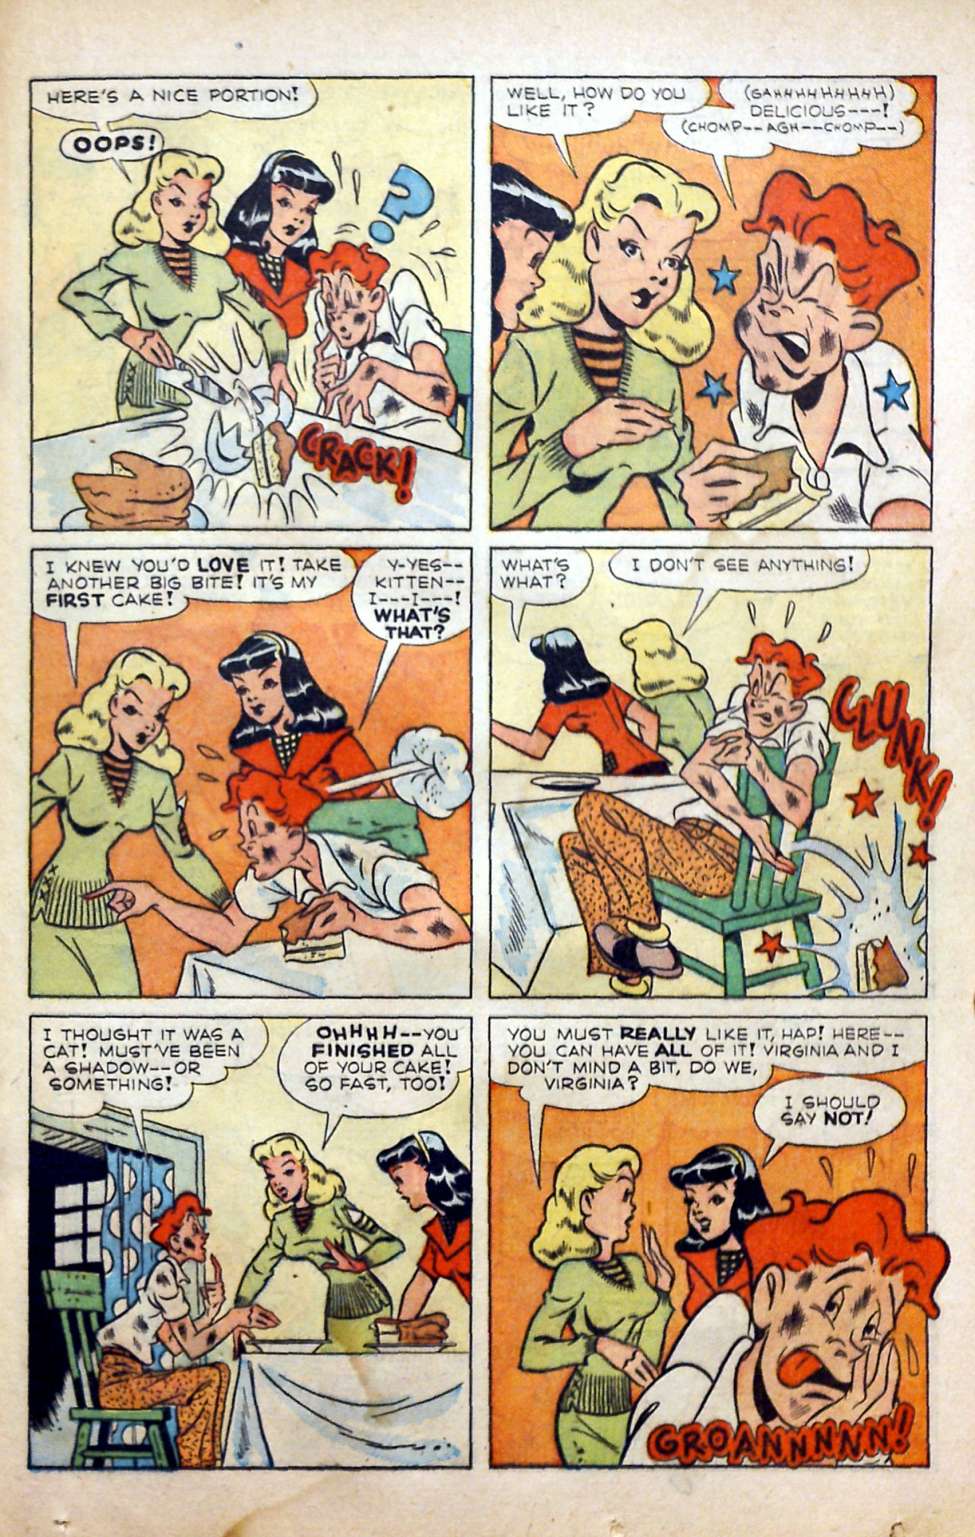 HERE'S A NICE PORTION!
OOPS!
CRACK!
WELL, HOW DO YOU
LIKE IT?
(GAHHHHHHHHH)
DELICIOUS---!
(CHOMP--AGH--CHOMP--)
I KNEW YOU'D LOVE IT! TAKE
ANOTHER BIG BITE! IT'S MY
FIRST CAKE!
Y-YES--
KITTEN--
I---I---!
WHAT'S
THAT?
WHAT'S
WHAT?
I DON'T SEE ANYTHING!
CLUNK!
I THOUGHT IT WAS A
CAT! MUST'VE BEEN
A SHADOW--OR
SOMETHING!
OHHHH--YOU
FINISHED ALL
OF YOUR CAKE!
SO FAST, TOO!
YOU MUST REALLY LIKE IT, HAP! HERE--
YOU CAN HAVE ALL OF IT! VIRGINIA AND I
DON'T MIND A BIT, DO WE,
VIRGINIA?
I SHOULD
SAY NOT!
GROANNNNN!